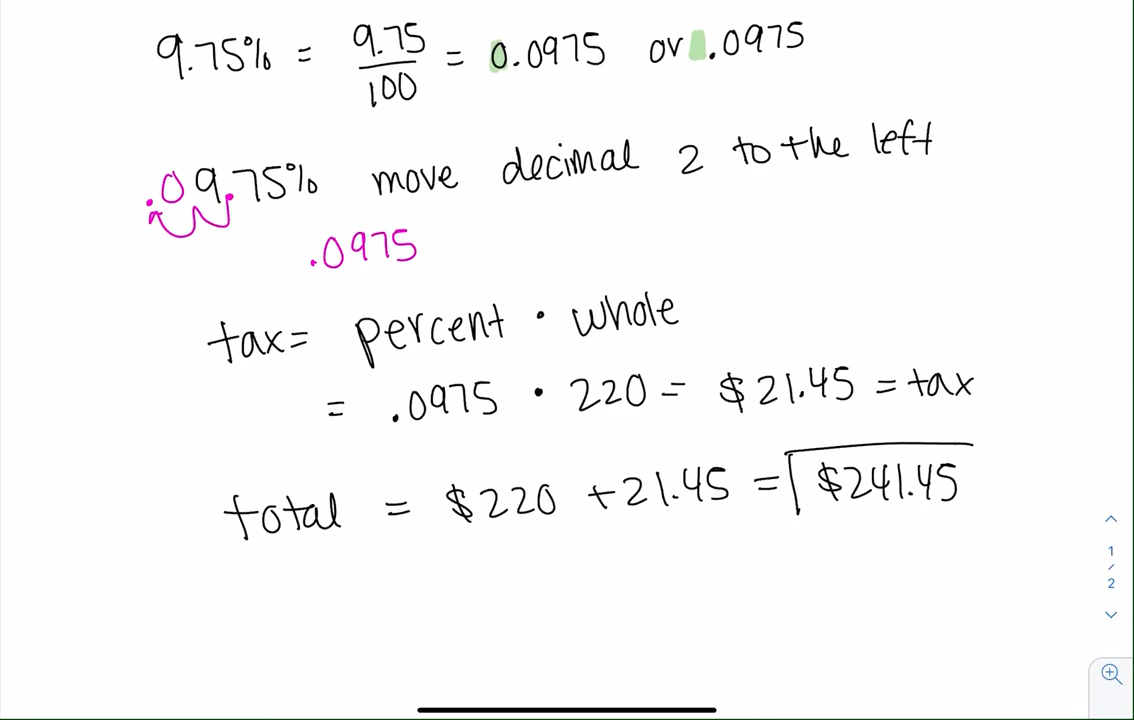 9.75% = 9.75/100 = 0.0975 or .0975
.09.75% move decimal 2 to the left
.0975
tax = percent · whole
= .0975 · 220 = $21.45 = tax
total = $220 + 21.45 = $241.45
1
/
2